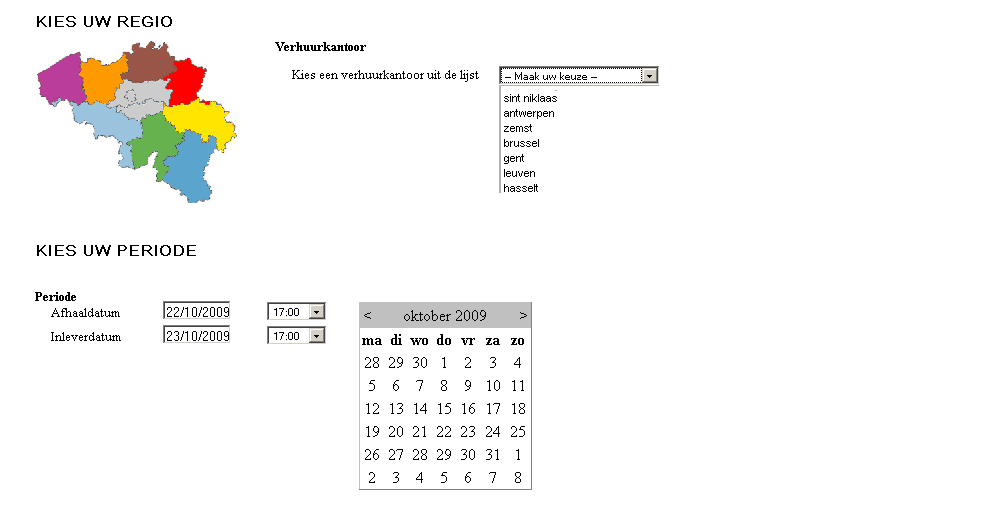 KIES UW REGIO
Verhuurkantoor
Kies een verhuurkantoor uit de lijst
-- Maak uw keuze --
sint niklaas
antwerpen
zemst
brussel
gent
leuven
hasselt
KIES UW PERIODE
Periode
Afhaaldatum 22/10/2009 17:00
Inleverdatum 23/10/2009 17:00
< oktober 2009 >
ma di wo do vr za zo
28 29 30 1 2 3 4
5 6 7 8 9 10 11
12 13 14 15 16 17 18
19 20 21 22 23 24 25
26 27 28 29 30 31 1
2 3 4 5 6 7 8